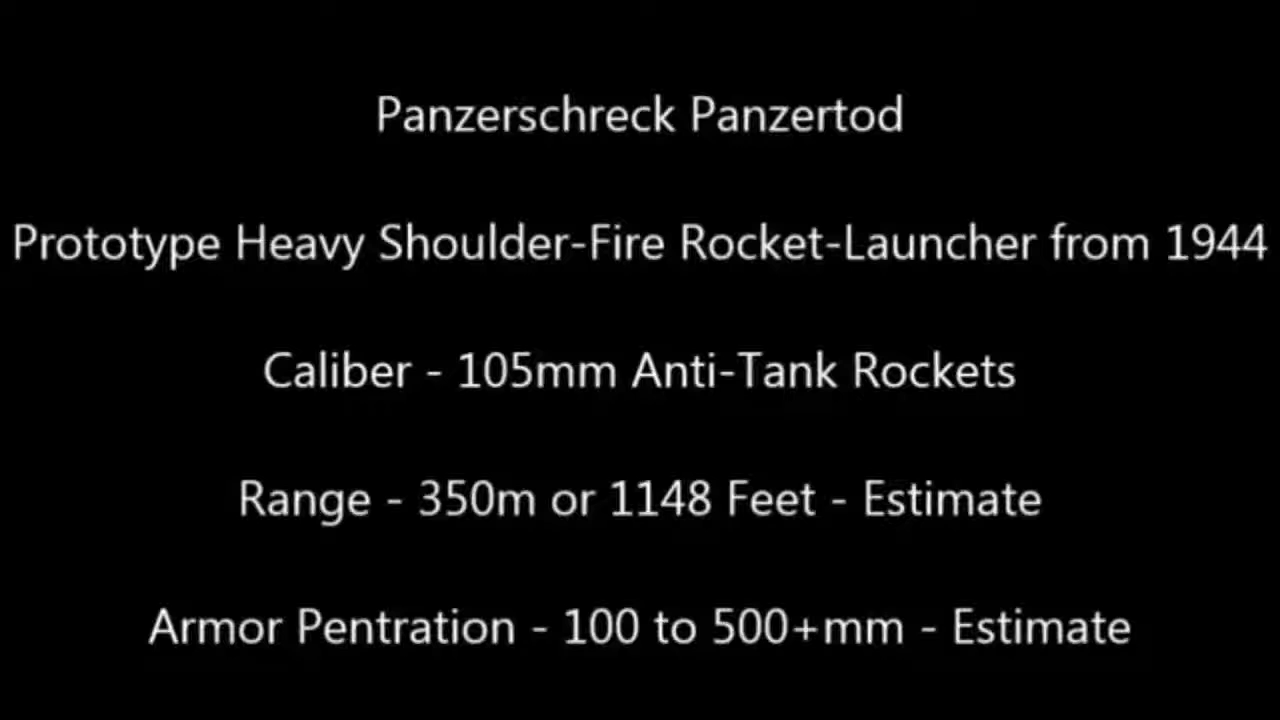 Panzerschreck Panzertod
Prototype Heavy Shoulder-Fire Rocket-Launcher from 1944
Caliber - 105mm Anti-Tank Rockets
Range - 350m or 1148 Feet - Estimate
Armor Pentration - 100 to 500+mm - Estimate